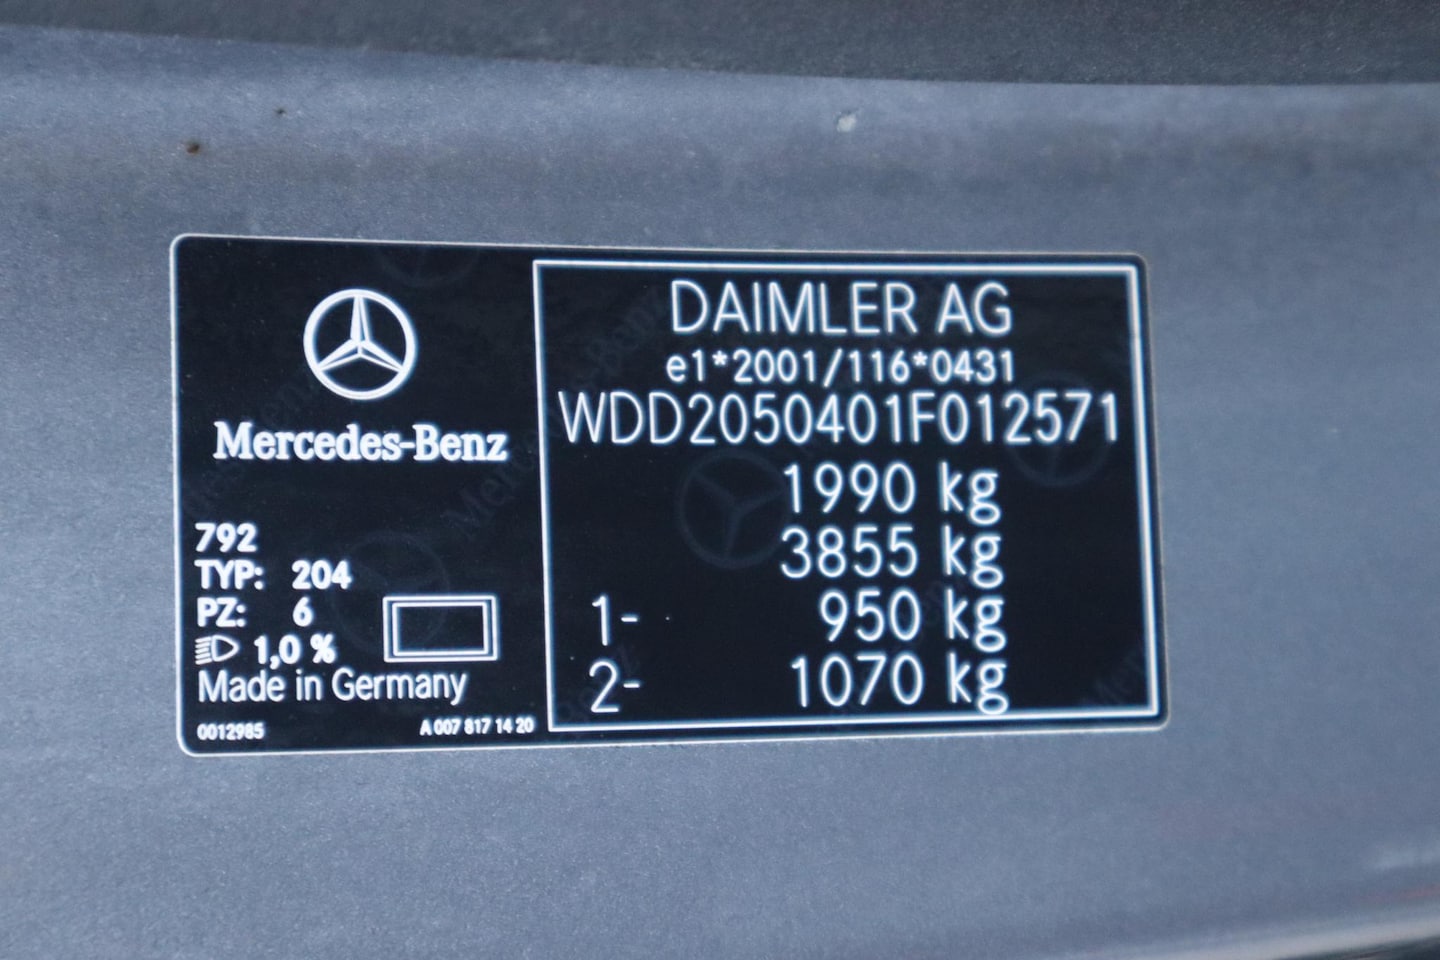 Mercedes-Benz
792
TYP: 204
PZ: 6
1,0 %
Made in Germany
0012985
A 007 817 14 20
DAIMLER AG
e1*2001/116*0431
WDD2050401F012571
1990 kg
3855 kg
1- 950 kg
2- 1070 kg